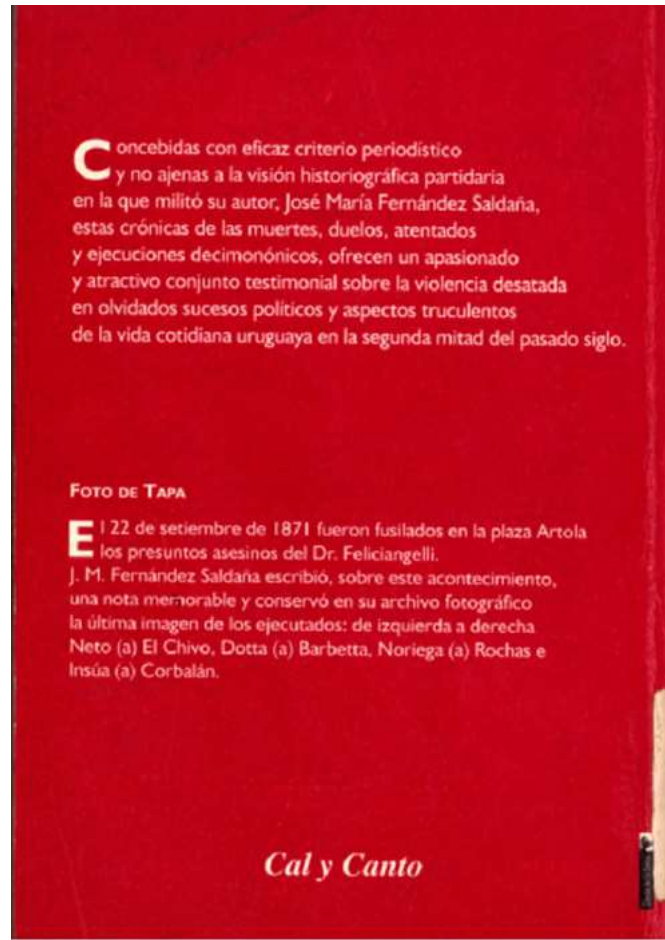 Concebidas con eficaz criterio periodístico
y no ajenas a la visión historiográfica partidaria
en la que militó su autor, José María Fernández Saldaña,
estas crónicas de las muertes, duelos, atentados
y ejecuciones decimonónicos, ofrecen un apasionado
y atractivo conjunto testimonial sobre la violencia desatada
en olvidados sucesos políticos y aspectos truculentos
de la vida cotidiana uruguaya en la segunda mitad del pasado siglo.
FOTO DE TAPA
El 22 de setiembre de 1871 fueron fusilados en la plaza Artola
los presuntos asesinos del Dr. Feliciangelli.
J. M. Fernández Saldaña escribió, sobre este acontecimiento,
una nota memorable y conservó en su archivo fotográfico
la última imagen de los ejecutados: de izquierda a derecha
Neto (a) El Chivo, Dotta (a) Barbetta, Noriega (a) Rochas e
Insúa (a) Corbalán.
Cal y Canto